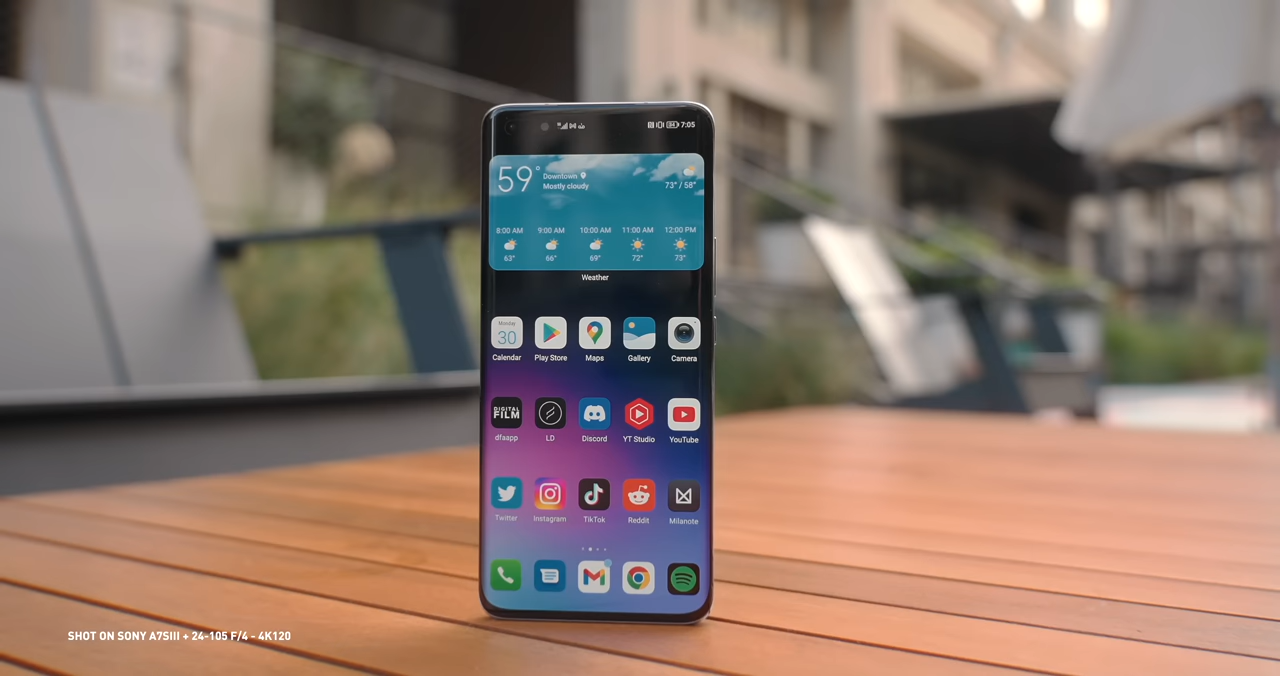 84 7:05
59°
Downtown
Mostly cloudy
73° / 58°
8:00 AM 9:00 AM 10:00 AM 11:00 AM 12:00 PM
63° 66° 69° 72° 73°
Weather
Monday
30
Calendar Play Store Maps Gallery Camera
DIGITAL
FILM
dfaapp LD Discord YT Studio YouTube
Twitter Instagram TikTok Reddit Milanote
SHOT ON SONY A7SIII + 24-105 F/4 - 4K120